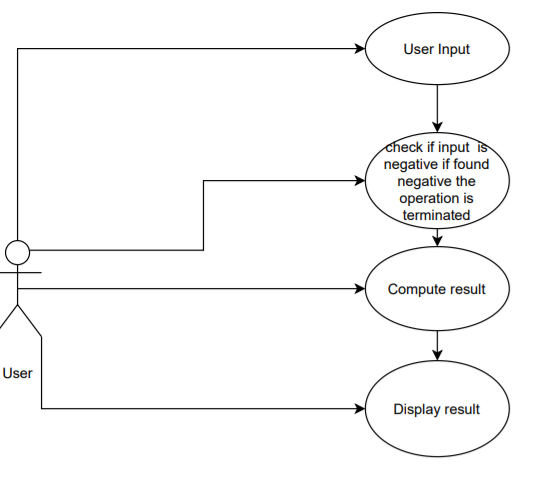 User Input
check if input is
negative if found
negative the
operation is
terminated
Compute result
User
Display result